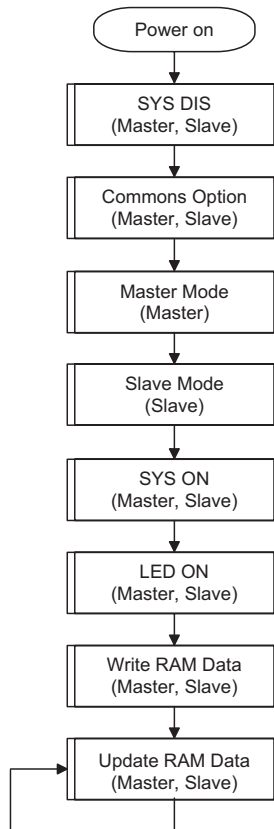 Power on
SYS DIS
(Master, Slave)
Commons Option
(Master, Slave)
Master Mode
(Master)
Slave Mode
(Slave)
SYS ON
(Master, Slave)
LED ON
(Master, Slave)
Write RAM Data
(Master, Slave)
Update RAM Data
(Master, Slave)